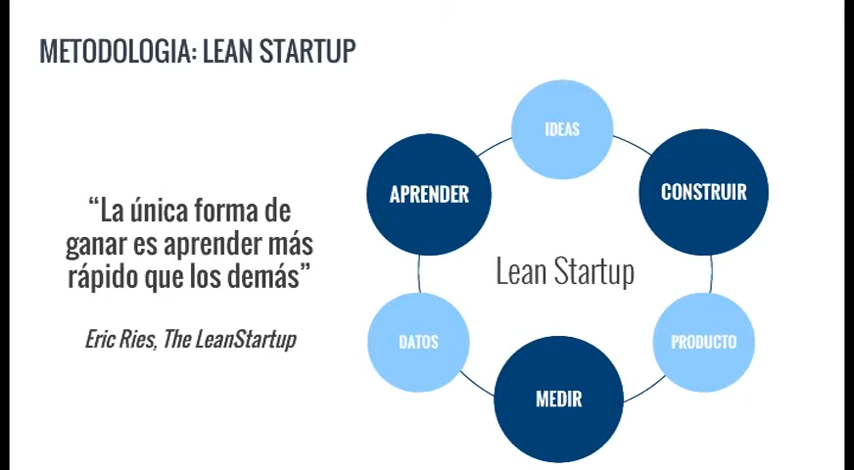 METODOLOGIA: LEAN STARTUP
“La única forma de
ganar es aprender más
rápido que los demás”
Eric Ries, The LeanStartup
IDEAS
APRENDER
CONSTRUIR
Lean Startup
DATOS
PRODUCTO
MEDIR